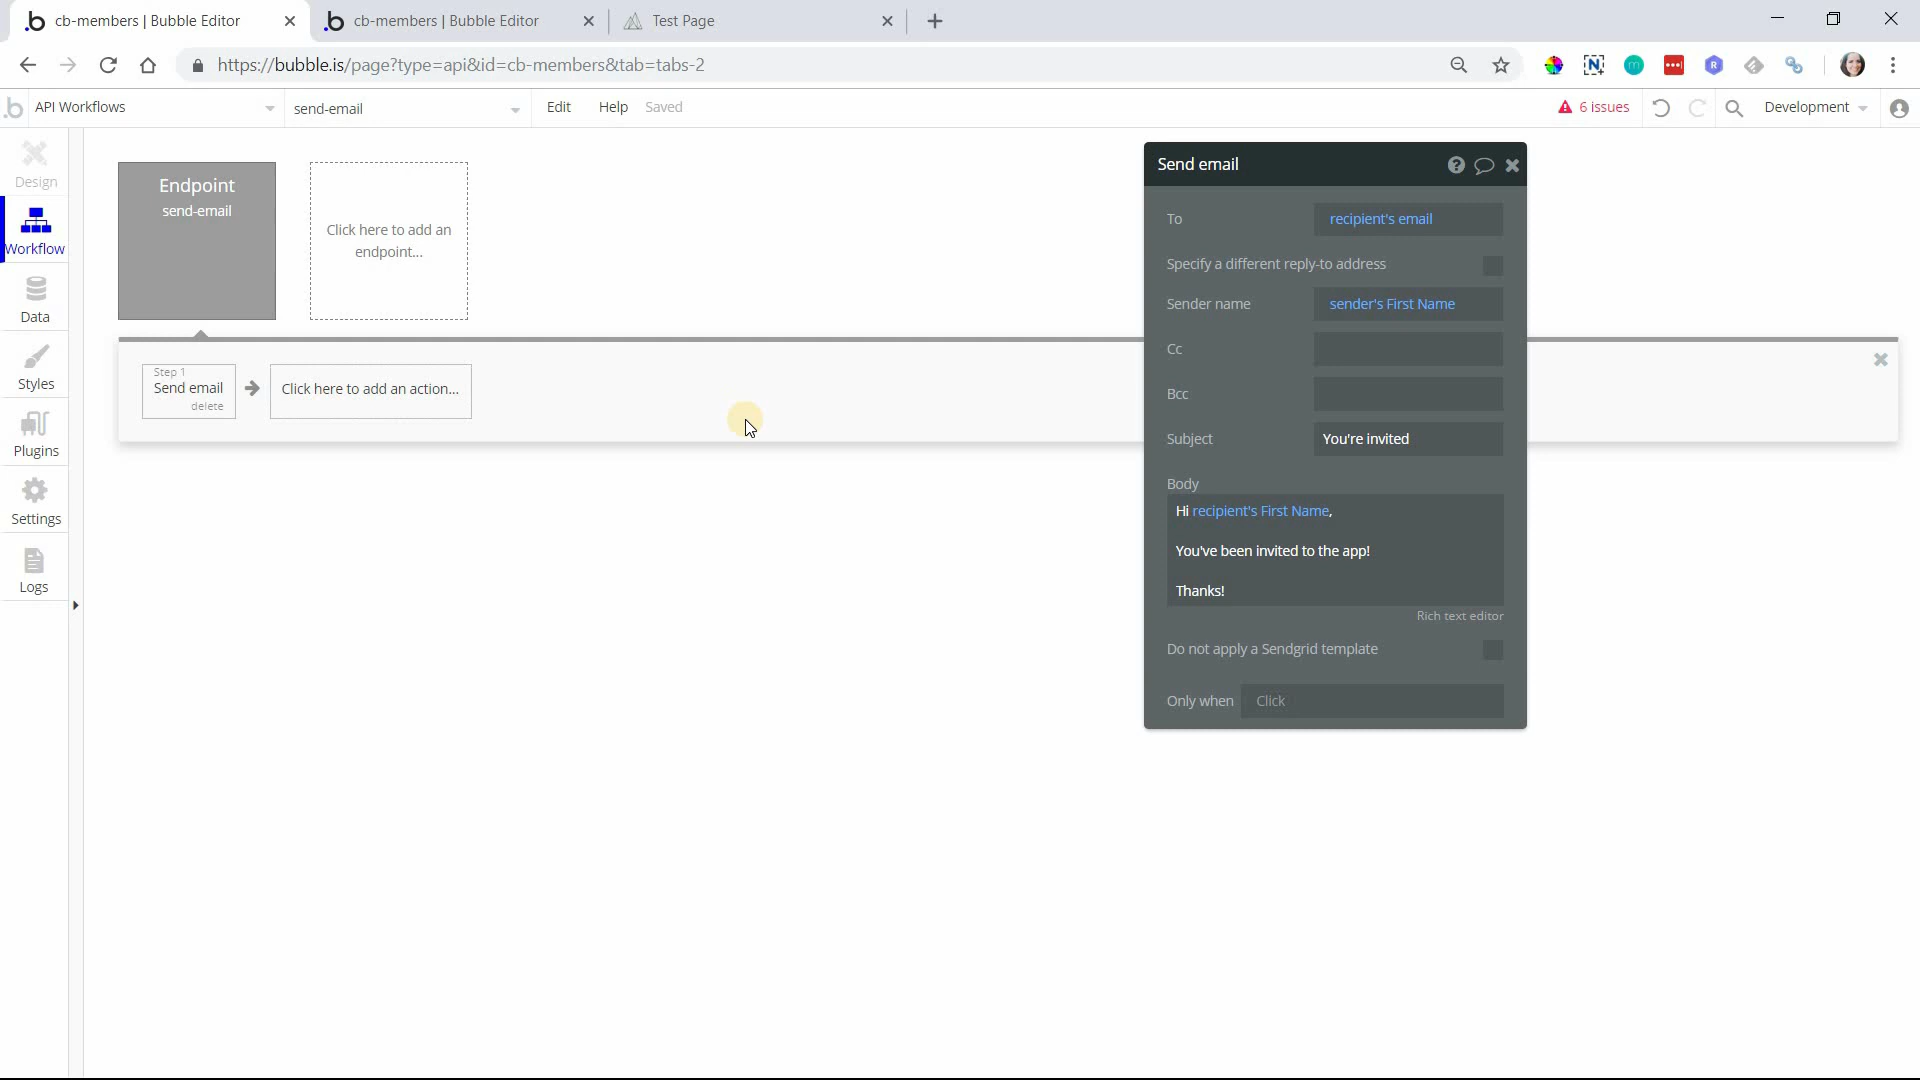 cb-members | Bubble Editor
cb-members | Bubble Editor
Test Page
https://bubble.is/page?type=api&id=cb-members&tab=tabs-2
API Workflows
send-email
Edit
Help
Saved
6 issues
Development
Design
Workflow
Data
Styles
Plugins
Settings
Logs
Endpoint
send-email
Click here to add an
endpoint...
Step 1
Send email
delete
Click here to add an action...
Send email
To
recipient's email
Specify a different reply-to address
Sender name
sender's First Name
Cc
Bcc
Subject
You're invited
Body
Hi recipient's First Name,
You've been invited to the app!
Thanks!
Rich text editor
Do not apply a Sendgrid template
Only when
Click